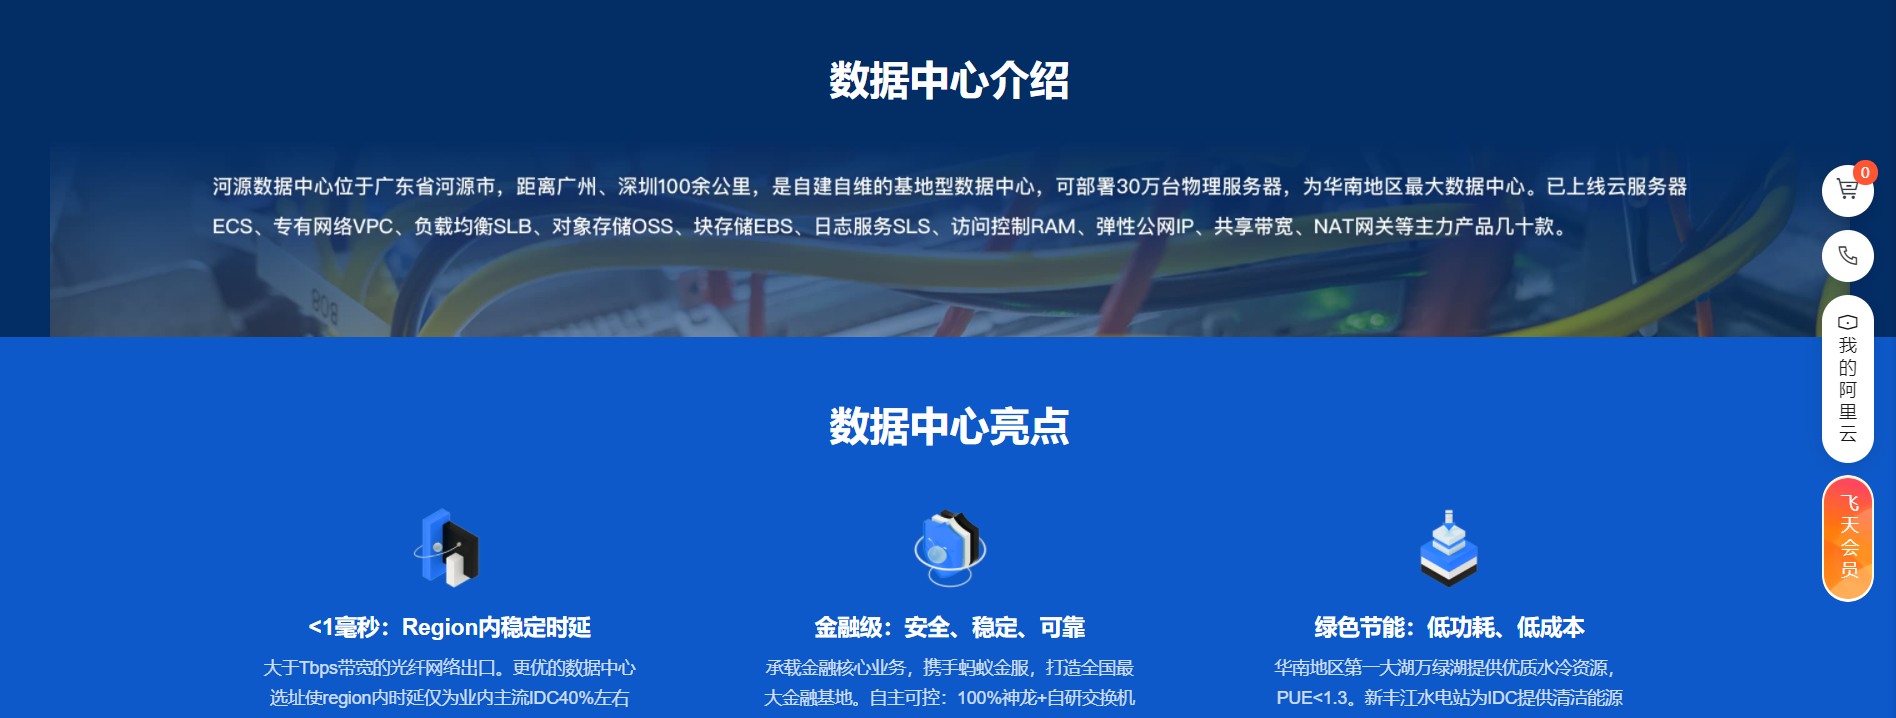 数据中心介绍
河源数据中心位于广东省河源市，距离广州、深圳100余公里，是自建自维的基地型数据中心，可部署30万台物理服务器，为华南地区最大数据中心。已上线云服务器
ECS、专有网络VPC、负载均衡SLB、对象存储OSS、块存储EBS、日志服务SLS、访问控制RAM、弹性公网IP、共享带宽、NAT网关等主力产品几十款。
808
数据中心亮点
<1毫秒：Region内稳定时延
大于Tbps带宽的光纤网络出口。更优的数据中心
选址使region内时延仅为业内主流IDC40%左右
金融级：安全、稳定、可靠
承载金融核心业务，携手蚂蚁金服，打造全国最
大金融基地。自主可控：100%神龙+自研交换机
绿色节能：低功耗、低成本
华南地区第一大湖万绿湖提供优质水冷资源，
PUE<1.3。新丰江水电站为IDC提供清洁能源
0
我的阿里云
飞天会员